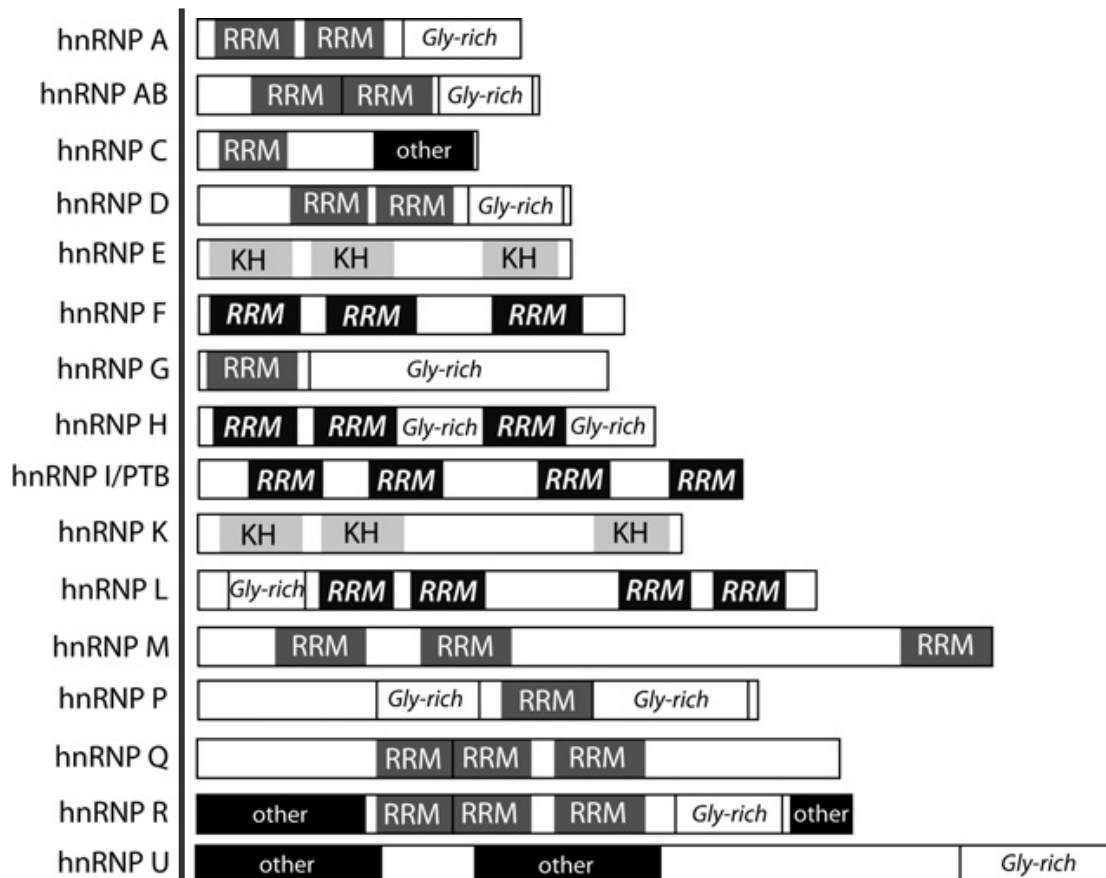 hnRNP A RRM RRM Gly-rich
hnRNP AB RRM RRM Gly-rich
hnRNP C RRM other
hnRNP D RRM RRM Gly-rich
hnRNP E KH KH KH
hnRNP F RRM RRM RRM
hnRNP G RRM Gly-rich
hnRNP H RRM RRM Gly-rich RRM Gly-rich
hnRNP I/PTB RRM RRM RRM RRM
hnRNP K KH KH KH
hnRNP L Gly-rich RRM RRM RRM RRM
hnRNP M RRM RRM RRM
hnRNP P Gly-rich RRM Gly-rich
hnRNP Q RRM RRM RRM
hnRNP R other RRM RRM RRM Gly-rich other
hnRNP U other other Gly-rich